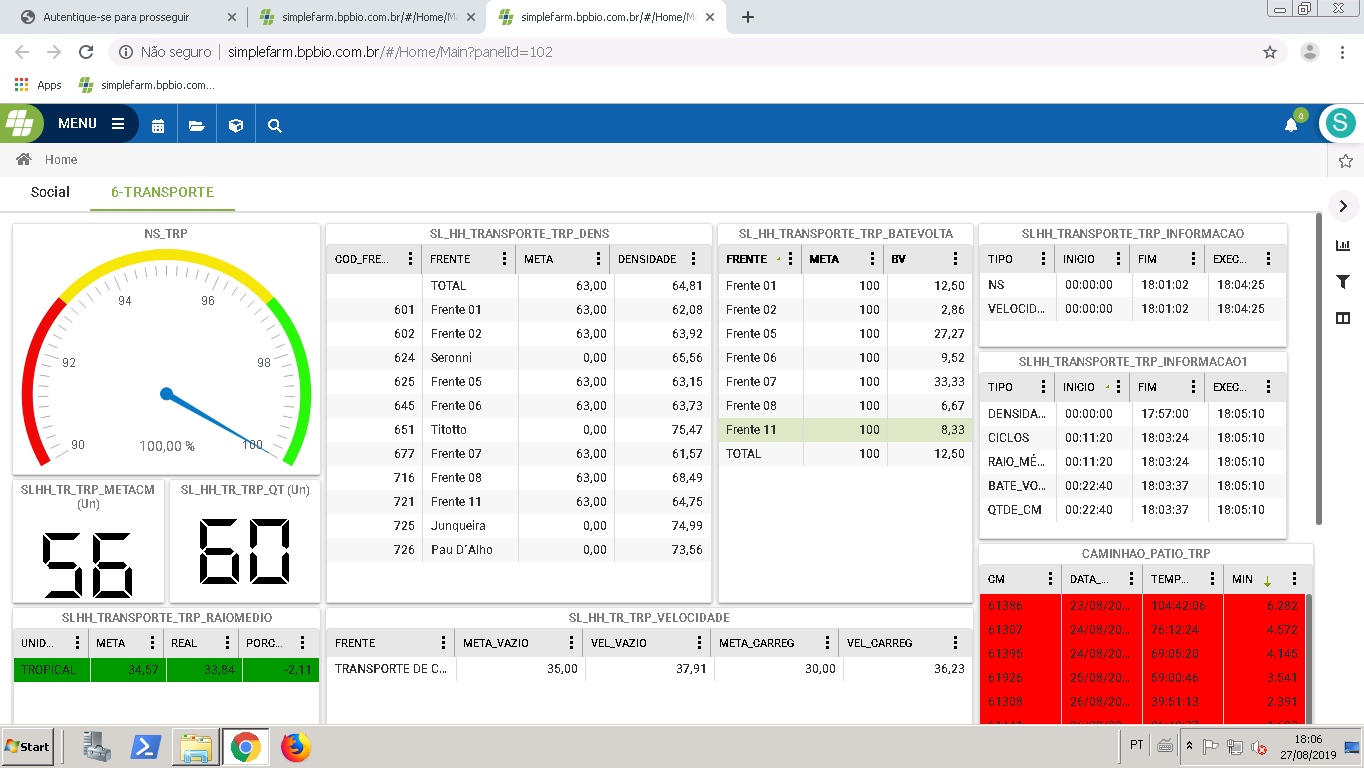 Autentique-se para prosseguir
simplefarm.bpbio.com.br/#/Home/M
simplefarm.bpbio.com.br/#/Home/M
Não seguro
simplefarm.bpbio.com.br/#/Home/Main?panelId=102
Apps
simplefarm.bpbio.com...
MENU
0
S
Home
Social
6-TRANSPORTE
NS_TRP
90
92
94
96
98
100
100,00 %
SLHH_TR_TRP_METACM (Un)
56
SL_HH_TR_TRP_QT (Un)
60
SL_HH_TRANSPORTE_TRP_DENS
COD_FRE... FRENTE META DENSIDADE
TOTAL 63,00 64,81
601 Frente 01 63,00 62,08
602 Frente 02 63,00 63,92
624 Seronni 0,00 65,56
625 Frente 05 63,00 63,15
645 Frente 06 63,00 63,73
651 Titotto 0,00 75,47
677 Frente 07 63,00 61,57
716 Frente 08 63,00 68,49
721 Frente 11 63,00 64,75
725 Junqueira 0,00 74,99
726 Pau D´Alho 0,00 73,56
SL_HH_TRANSPORTE_TRP_BATEVOLTA
FRENTE META BV
Frente 01 100 12,50
Frente 02 100 2,86
Frente 05 100 27,27
Frente 06 100 9,52
Frente 07 100 33,33
Frente 08 100 6,67
Frente 11 100 8,33
TOTAL 100 12,50
SLHH_TRANSPORTE_TRP_INFORMACAO
TIPO INICIO FIM EXEC...
NS 00:00:00 18:01:02 18:04:25
VELOCID... 00:00:00 18:01:02 18:04:25
SLHH_TRANSPORTE_TRP_INFORMACAO1
TIPO INICIO FIM EXEC...
DENSIDA... 00:00:00 17:57:00 18:05:10
CICLOS 00:11:20 18:03:24 18:05:10
RAIO_MÉ... 00:11:20 18:03:24 18:05:10
BATE_VO... 00:22:40 18:03:37 18:05:10
QTDE_CM 00:22:40 18:03:37 18:05:10
CAMINHAO_PATIO_TRP
CM DATA_... TEMP... MIN
61386 23/08/20... 104:42:06 6.282
61307 24/08/20... 76:12:24 4.572
61395 24/08/20... 69:05:20 4.145
61926 25/08/20... 59:00:46 3.541
61308 26/08/20... 39:51:13 2.391
SLHH_TRANSPORTE_TRP_RAIOMEDIO
UNID... META REAL PORC...
TROPICAL 34,57 33,84 -2,11
SL_HH_TR_TRP_VELOCIDADE
FRENTE META_VAZIO VEL_VAZIO META_CARREG VEL_CARREG
TRANSPORTE DE C... 35,00 37,91 30,00 36,23
Start
PT
18:06
27/08/2019